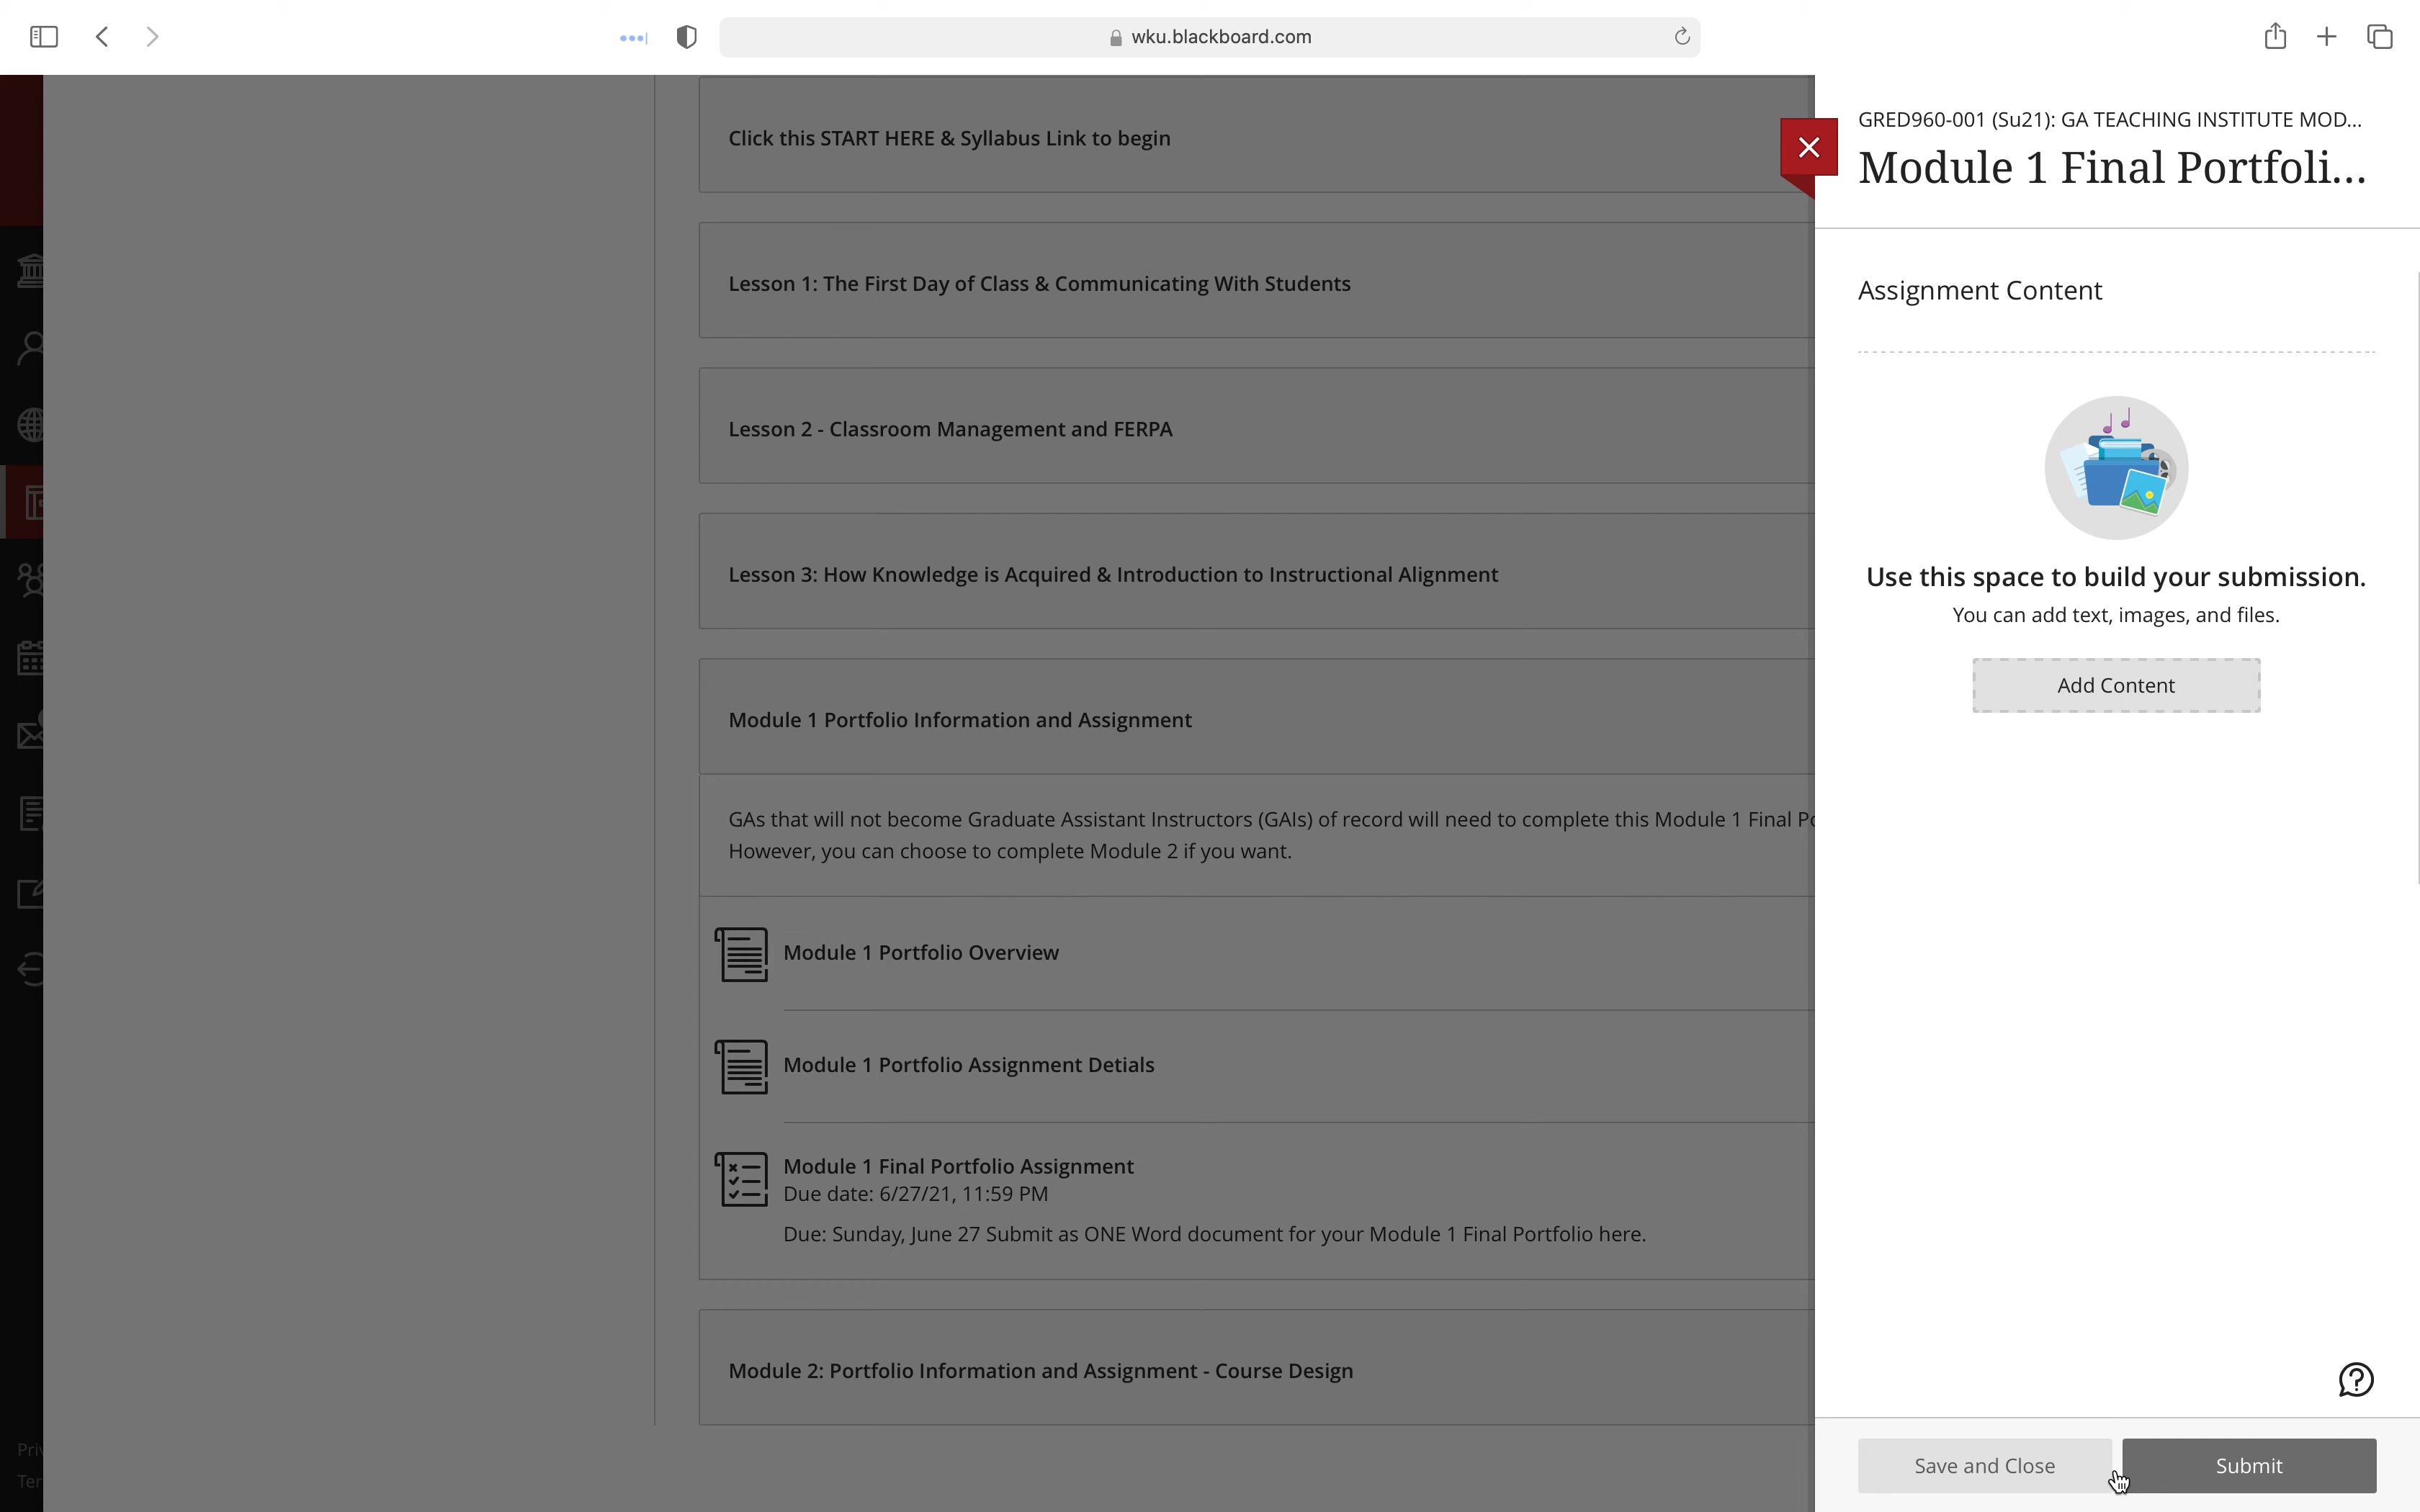 wku.blackboard.com
Click this START HERE & Syllabus Link to begin
Lesson 1: The First Day of Class & Communicating With Students
Lesson 2 - Classroom Management and FERPA
Lesson 3: How Knowledge is Acquired & Introduction to Instructional Alignment
Module 1 Portfolio Information and Assignment
GAs that will not become Graduate Assistant Instructors (GAIs) of record will need to complete this Module 1 Final
However, you can choose to complete Module 2 if you want.
Module 1 Portfolio Overview
Module 1 Portfolio Assignment Detials
Module 1 Final Portfolio Assignment
Due date: 6/27/21, 11:59 PM
Due: Sunday, June 27 Submit as ONE Word document for your Module 1 Final Portfolio here.
Module 2: Portfolio Information and Assignment - Course Design
GRED960-001 (Su21): GA TEACHING INSTITUTE MOD...
Module 1 Final Portfoli...
Assignment Content
Use this space to build your submission.
You can add text, images, and files.
Add Content
Save and Close
Submit